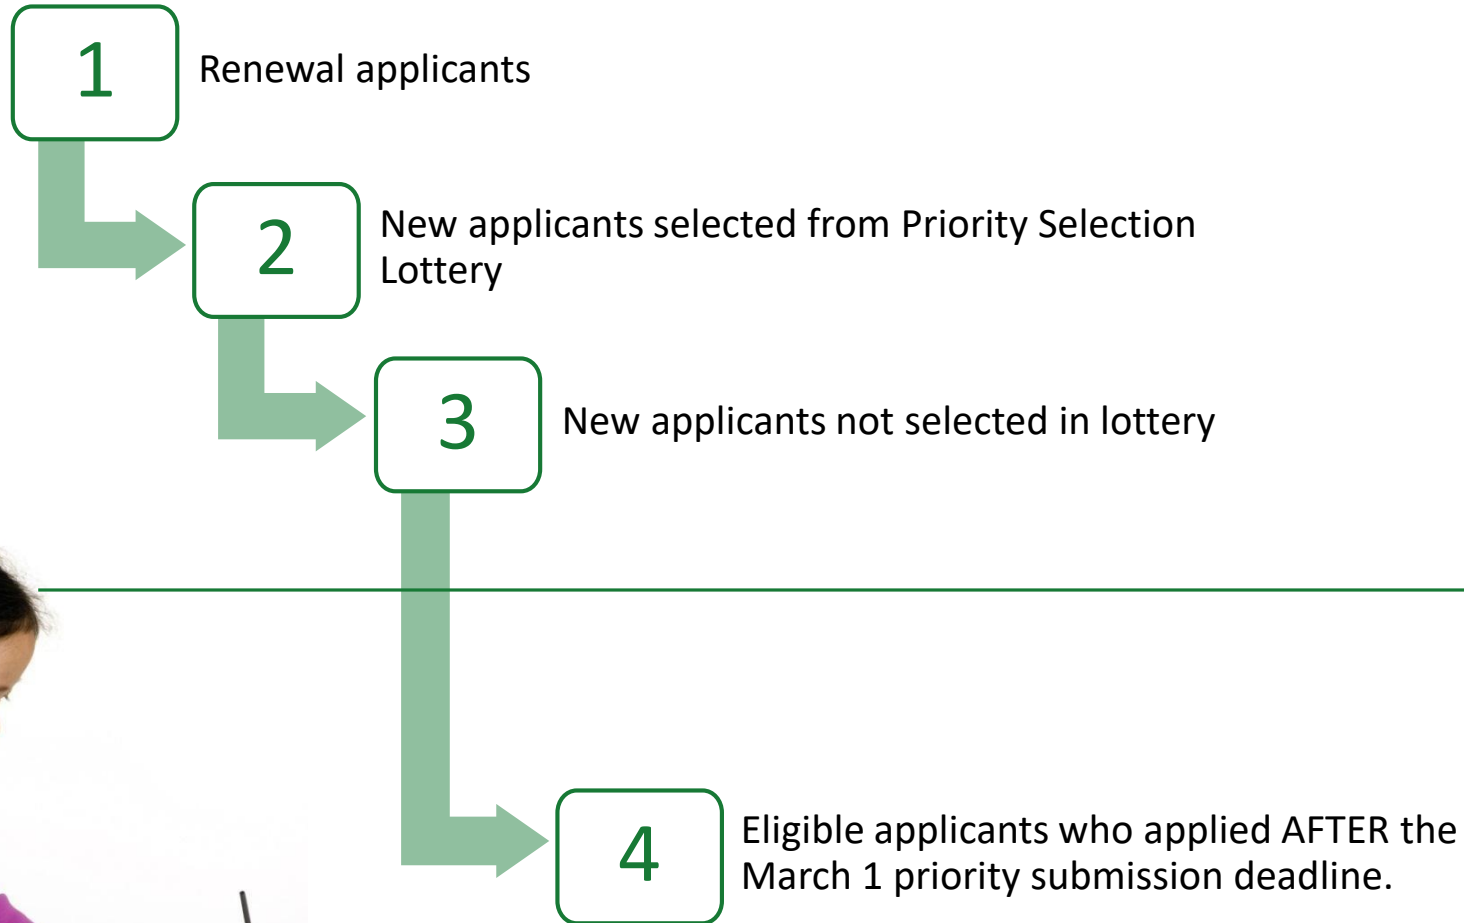 1
Renewal applicants
2
New applicants selected from Priority Selection
Lottery
3
New applicants not selected in lottery
4
Eligible applicants who applied AFTER the
March 1 priority submission deadline.